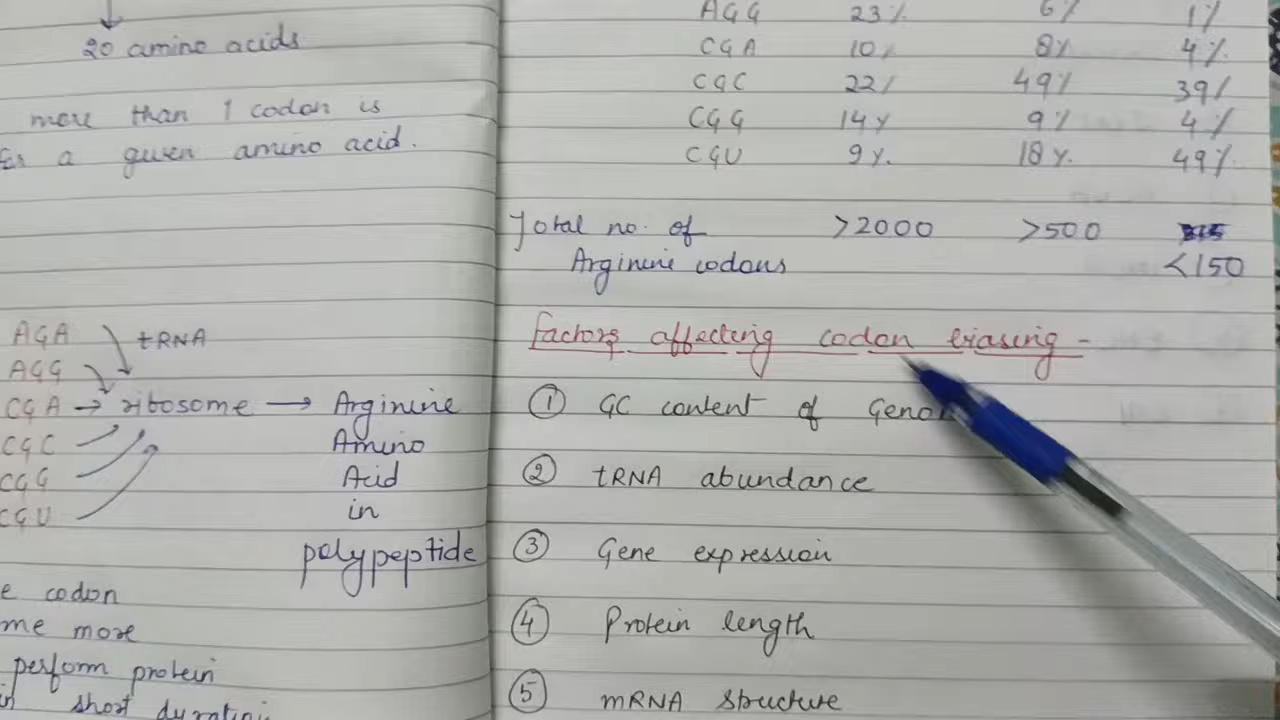 20 amino acids
more than 1 codon is
a given amino acid.
AGA
tRNA
AGG
CGA → ribosome → Arginine
CGC
Amino
CGG
Acid
CGU
in
polypeptide
codon
more
perform protein
short
AGG 23% 6% 1%
CGA 10% 8% 4%
CGC 22% 49% 39%
CGG 14% 9% 4%
CGU 9%. 18%. 49%
Total no. of >2000 >500
Arginine codons <150
Factors affecting codon biasing -
① GC content of
② tRNA abundance
③ Gene expression
④ Protein length
⑤ mRNA structure